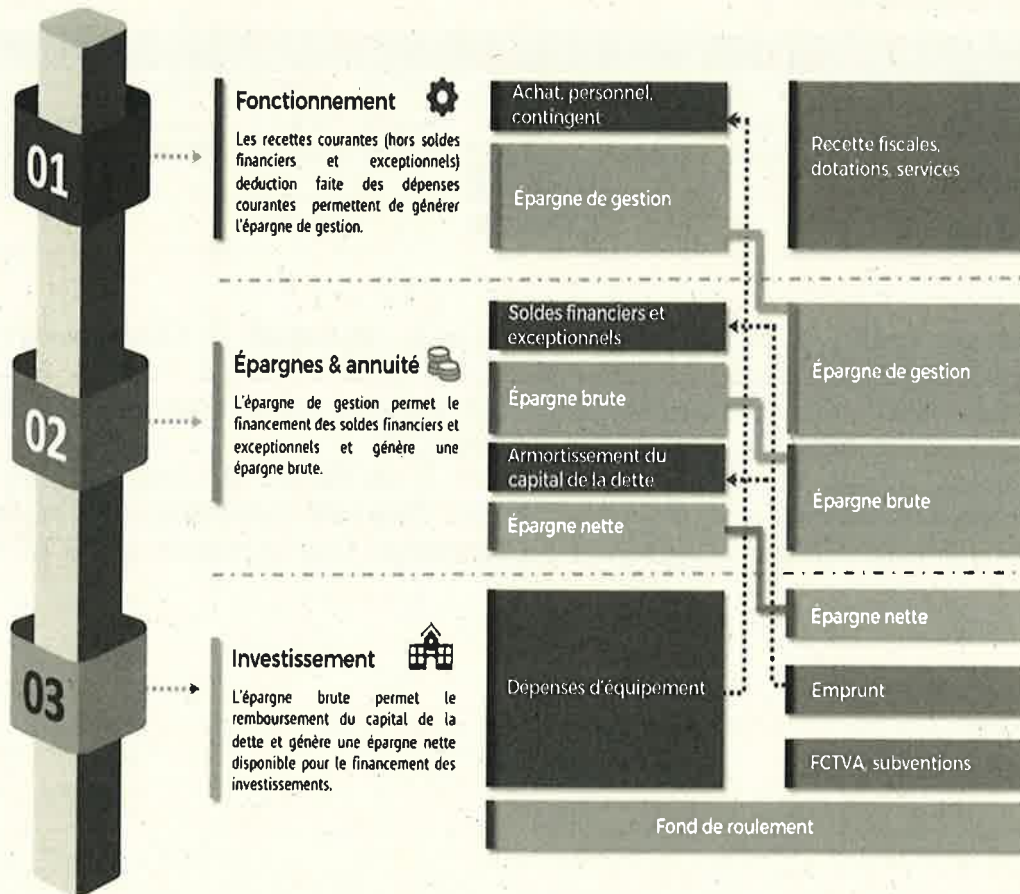 01
Fonctionnement
Les recettes courantes (hors soldes
financiers et exceptionnels)
deduction faite des dépenses
courantes permettent de générer
l'épargne de gestion.
Achat, personnel,
contingent
Épargne de gestion
Recette fiscales,
dotations, services
02
Épargnes & annuité
L'épargne de gestion permet le
financement des soldes financiers et
exceptionnels et génère une
épargne brute.
Soldes financiers et
exceptionnels
Épargne brute
Armortissement du
capital de la dette
Épargne nette
Épargne de gestion
Épargne brute
03
Investissement
L'épargne brute permet le
remboursement du capital de la
dette et génère une épargne nette
disponible pour le financement des
investissements.
Dépenses d'équipement
Épargne nette
Emprunt
FCTVA, subventions
Fond de roulement